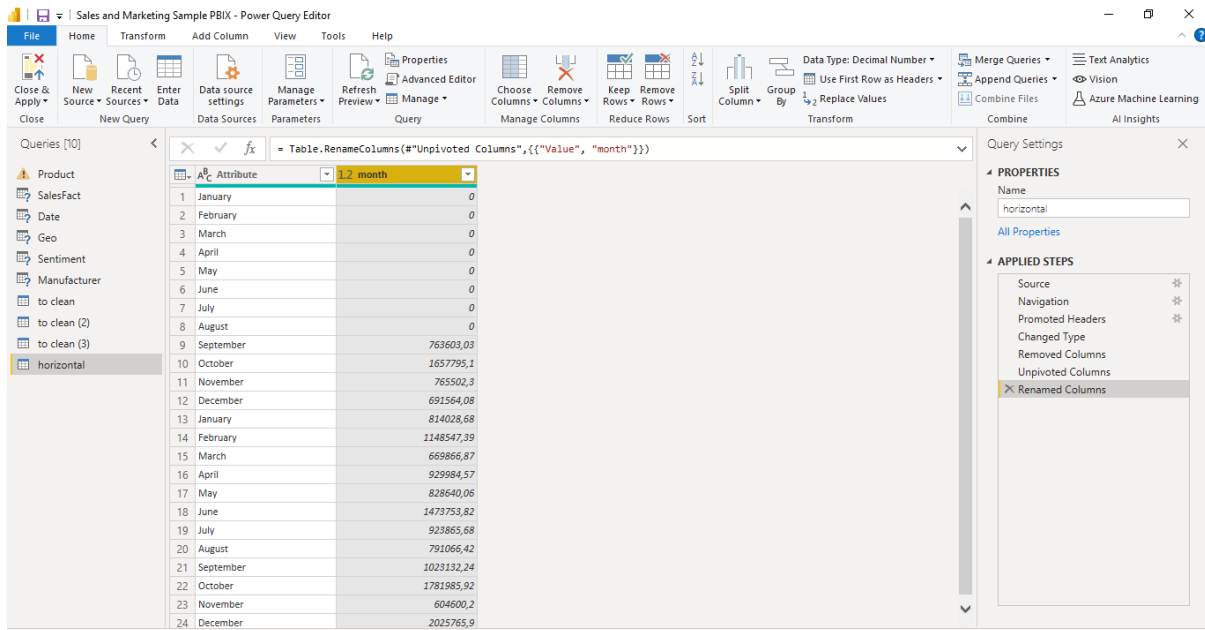 Sales and Marketing Sample PBIX - Power Query Editor
File Home Transform Add Column View Tools Help
Close & Apply
New Source
Recent Sources
Enter Data
Data source settings
Manage Parameters
Refresh Preview
Properties
Advanced Editor
Manage
Choose Columns
Remove Columns
Keep Rows
Remove Rows
Split Column
Group By
Data Type: Decimal Number
Use First Row as Headers
Replace Values
Merge Queries
Append Queries
Combine Files
Text Analytics
Vision
Azure Machine Learning
Close New Query Data Sources Parameters Query Manage Columns Reduce Rows Sort Transform Combine AI Insights
Queries [10]
Product
SalesFact
Date
Geo
Sentiment
Manufacturer
to clean
to clean (2)
to clean (3)
horizontal
fx = Table.RenameColumns(#"Unpivoted Columns",{{"Value", "month"}})
ABC Attribute 1.2 month
1 January 0
2 February 0
3 March 0
4 April 0
5 May 0
6 June 0
7 July 0
8 August 0
9 September 763603,03
10 October 1657795,1
11 November 765502,3
12 December 691564,08
13 January 814028,68
14 February 1148547,39
15 March 669866,87
16 April 929984,57
17 May 828640,06
18 June 1473753,82
19 July 923865,68
20 August 791066,42
21 September 1023132,24
22 October 1781985,92
23 November 604600,2
24 December 2025765,9
Query Settings
PROPERTIES
Name
horizontal
All Properties
APPLIED STEPS
Source
Navigation
Promoted Headers
Changed Type
Removed Columns
Unpivoted Columns
Renamed Columns